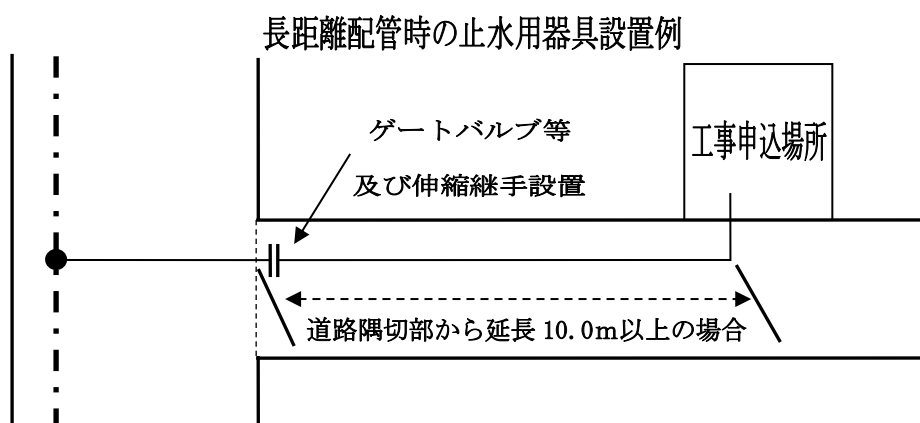 長距離配管時の止水用器具設置例
ゲートバルブ等
及び伸縮継手設置
工事申込場所
道路隅切部から延長10.0m以上の場合